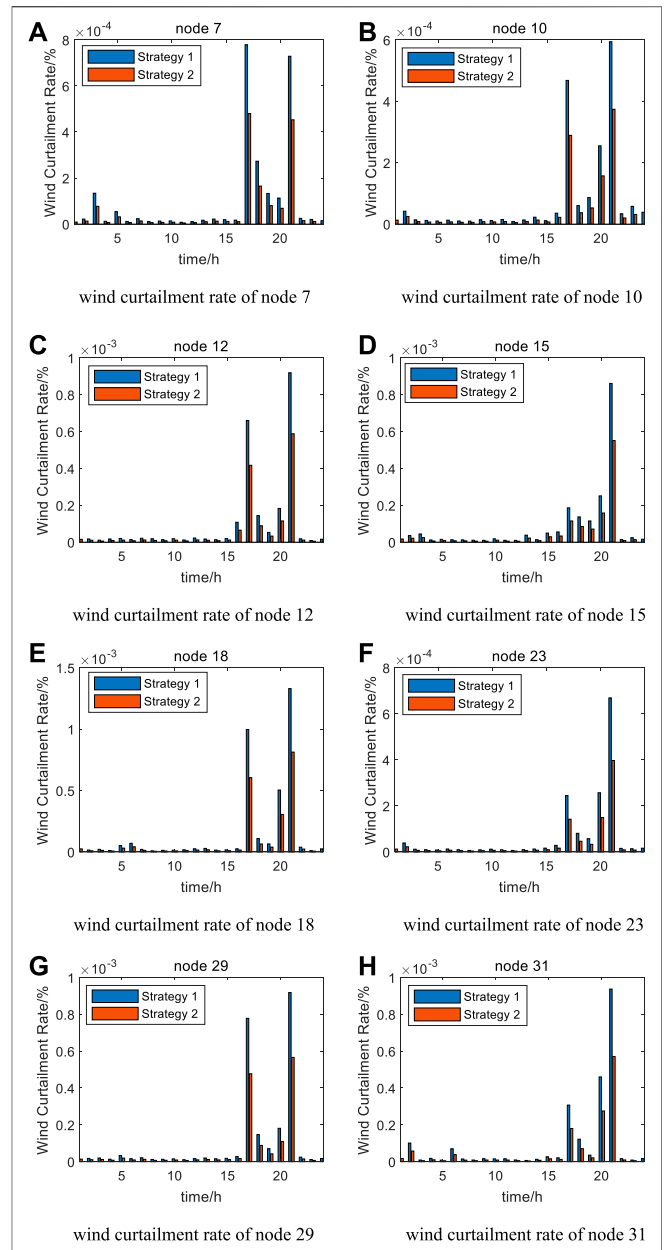 A
node 7
×10⁻⁴
Wind Curtailment Rate/%
8
6
4
2
0
Strategy 1
Strategy 2
5
10
15
20
time/h
wind curtailment rate of node 7
B
node 10
×10⁻⁴
Wind Curtailment Rate/%
6
4
2
0
Strategy 1
Strategy 2
5
10
15
20
time/h
wind curtailment rate of node 10
C
node 12
×10⁻³
Wind Curtailment Rate/%
1
0.8
0.6
0.4
0.2
0
Strategy 1
Strategy 2
5
10
15
20
time/h
wind curtailment rate of node 12
D
node 15
×10⁻³
Wind Curtailment Rate/%
1
0.8
0.6
0.4
0.2
0
Strategy 1
Strategy 2
5
10
15
20
time/h
wind curtailment rate of node 15
E
node 18
×10⁻³
Wind Curtailment Rate/%
1.5
1
0.5
0
Strategy 1
Strategy 2
5
10
15
20
time/h
wind curtailment rate of node 18
F
node 23
×10⁻⁴
Wind Curtailment Rate/%
8
6
4
2
0
Strategy 1
Strategy 2
5
10
15
20
time/h
wind curtailment rate of node 23
G
node 29
×10⁻³
Wind Curtailment Rate/%
1
0.8
0.6
0.4
0.2
0
Strategy 1
Strategy 2
5
10
15
20
time/h
wind curtailment rate of node 29
H
node 31
×10⁻³
Wind Curtailment Rate/%
1
0.8
0.6
0.4
0.2
0
Strategy 1
Strategy 2
5
10
15
20
time/h
wind curtailment rate of node 31